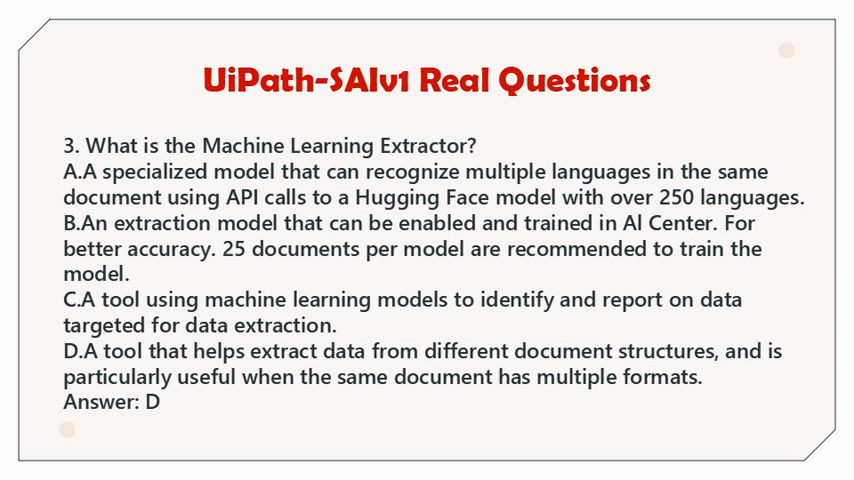 UiPath-SAIv1 Real Questions
3. What is the Machine Learning Extractor?
A.A specialized model that can recognize multiple languages in the same
document using API calls to a Hugging Face model with over 250 languages.
B.An extraction model that can be enabled and trained in AI Center. For
better accuracy. 25 documents per model are recommended to train the
model.
C.A tool using machine learning models to identify and report on data
targeted for data extraction.
D.A tool that helps extract data from different document structures, and is
particularly useful when the same document has multiple formats.
Answer: D